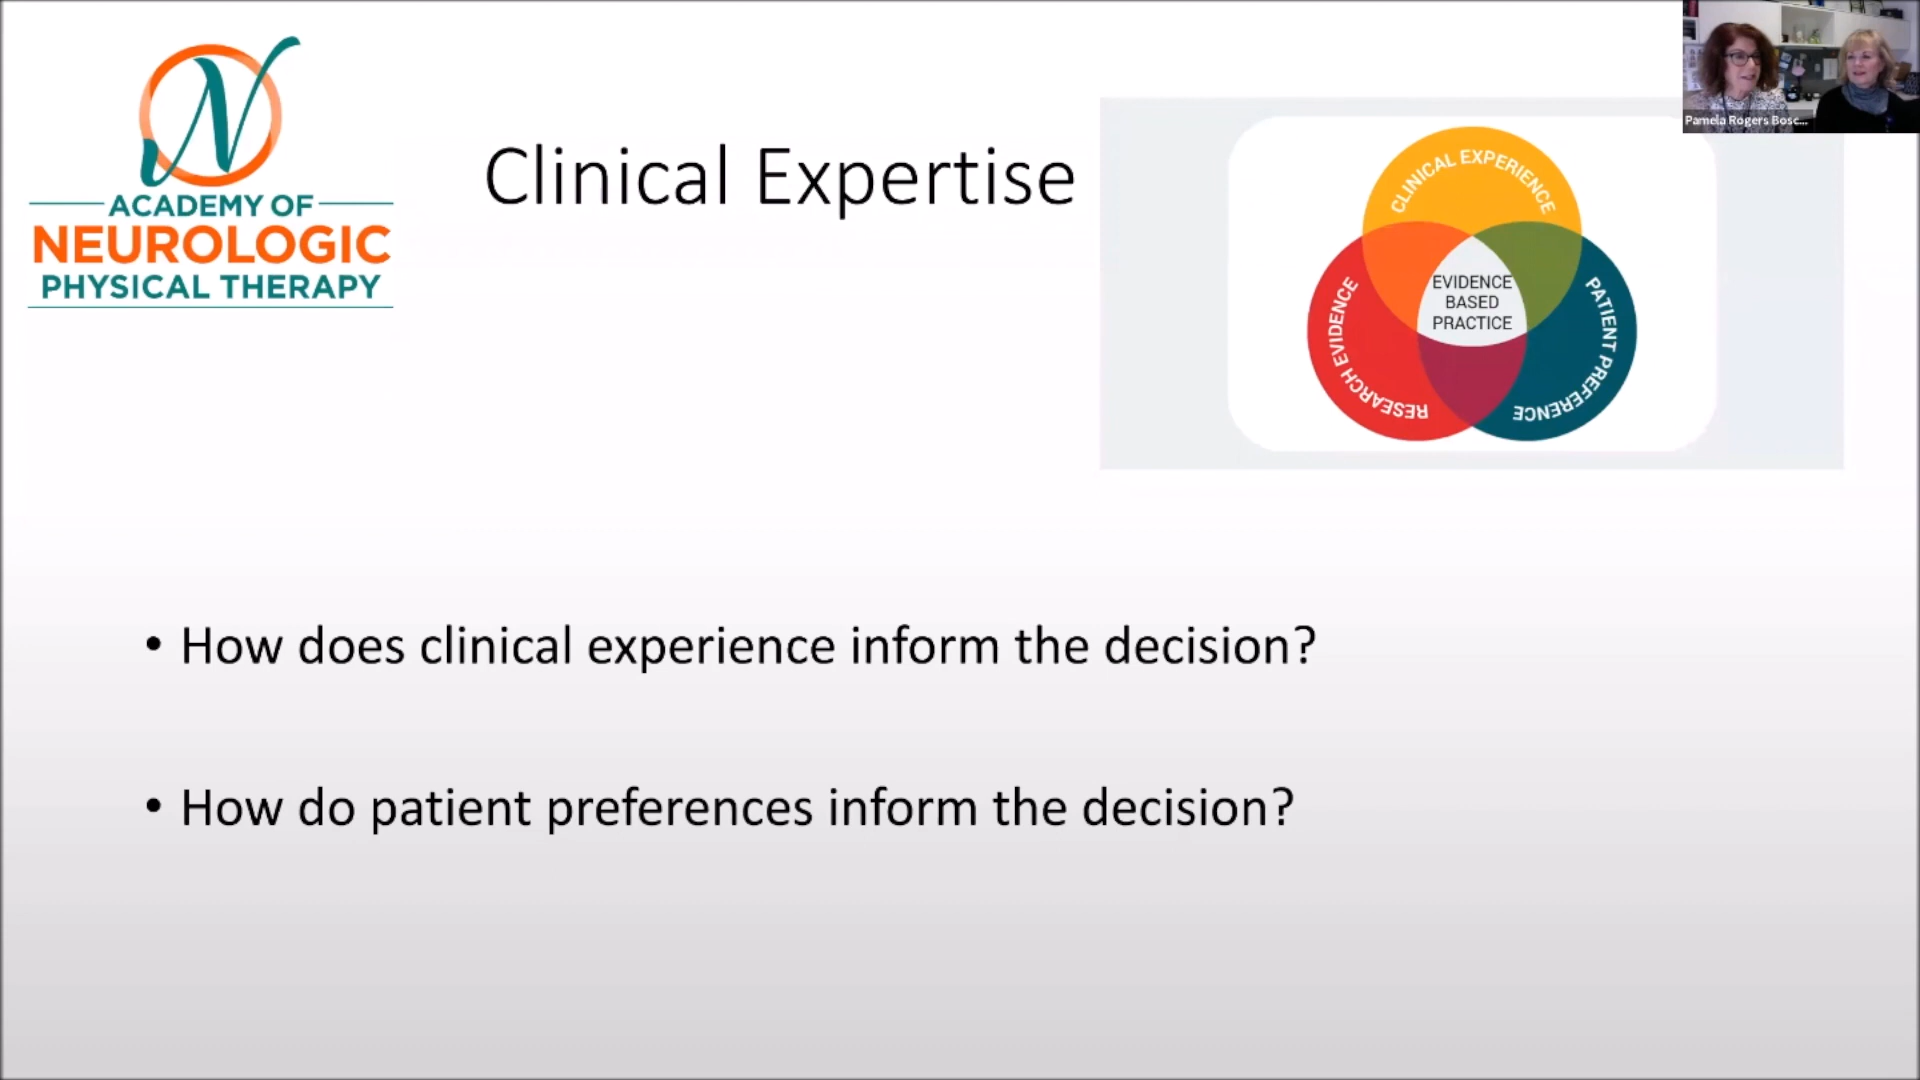 Pamela Rogers Bosc...
ACADEMY OF
NEUROLOGIC
PHYSICAL THERAPY
Clinical Expertise
CLINICAL EXPERIENCE
EVIDENCE
BASED
PRACTICE
RESEARCH EVIDENCE
PATIENT PREFERENCE
• How does clinical experience inform the decision?
• How do patient preferences inform the decision?